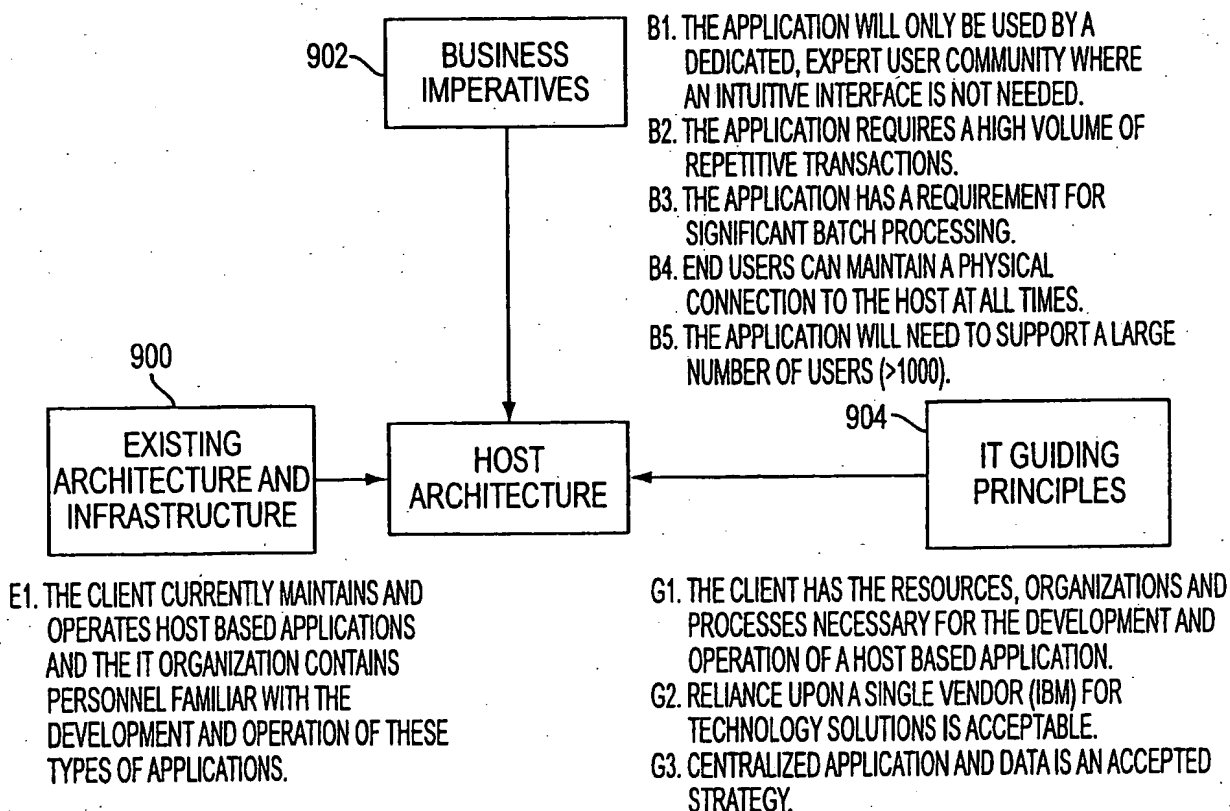 902
BUSINESS
IMPERATIVES
B1. THE APPLICATION WILL ONLY BE USED BY A
DEDICATED, EXPERT USER COMMUNITY WHERE
AN INTUITIVE INTERFACE IS NOT NEEDED.
B2. THE APPLICATION REQUIRES A HIGH VOLUME OF
REPETITIVE TRANSACTIONS.
B3. THE APPLICATION HAS A REQUIREMENT FOR
SIGNIFICANT BATCH PROCESSING.
B4. END USERS CAN MAINTAIN A PHYSICAL
CONNECTION TO THE HOST AT ALL TIMES.
B5. THE APPLICATION WILL NEED TO SUPPORT A LARGE
NUMBER OF USERS (>1000).
900
EXISTING
ARCHITECTURE AND
INFRASTRUCTURE
HOST
ARCHITECTURE
904
IT GUIDING
PRINCIPLES
E1. THE CLIENT CURRENTLY MAINTAINS AND
OPERATES HOST BASED APPLICATIONS
AND THE IT ORGANIZATION CONTAINS
PERSONNEL FAMILIAR WITH THE
DEVELOPMENT AND OPERATION OF THESE
TYPES OF APPLICATIONS.
G1. THE CLIENT HAS THE RESOURCES, ORGANIZATIONS AND
PROCESSES NECESSARY FOR THE DEVELOPMENT AND
OPERATION OF A HOST BASED APPLICATION.
G2. RELIANCE UPON A SINGLE VENDOR (IBM) FOR
TECHNOLOGY SOLUTIONS IS ACCEPTABLE.
G3. CENTRALIZED APPLICATION AND DATA IS AN ACCEPTED
STRATEGY.